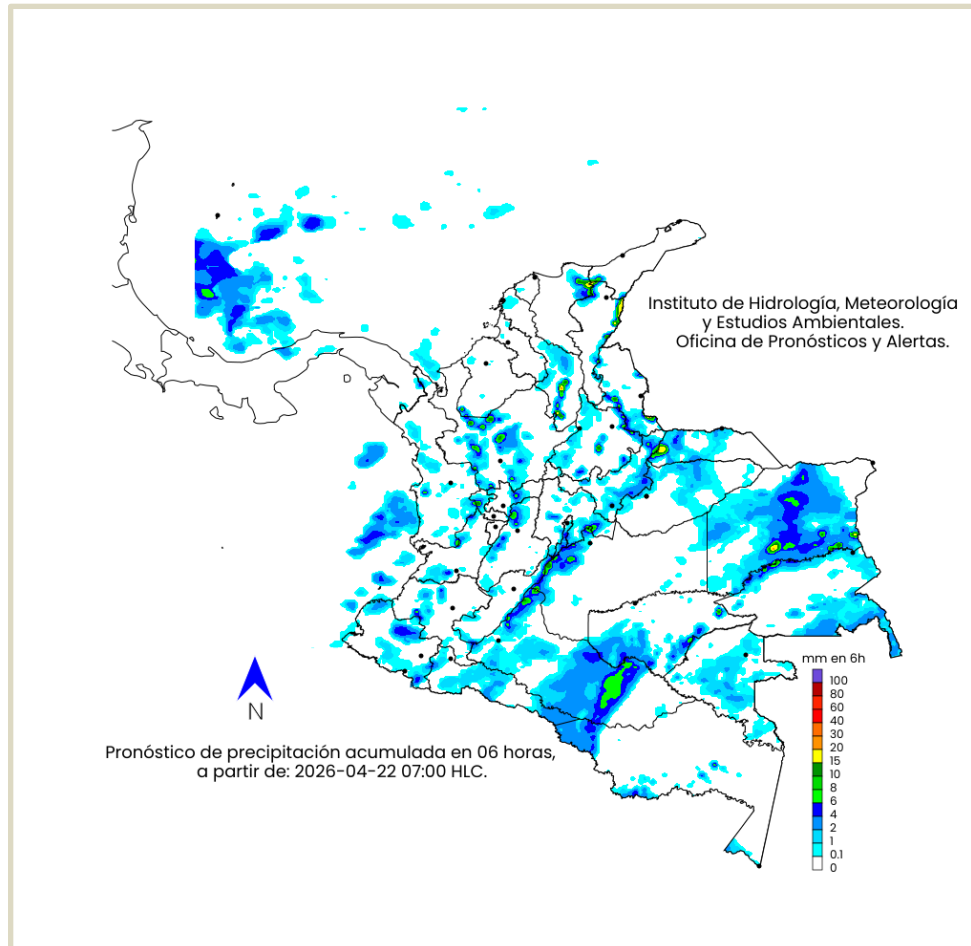 Instituto de Hidrología, Meteorología
y Estudios Ambientales.
Oficina de Pronósticos y Alertas.
mm en 6h
100
80
60
40
30
20
15
10
8
6
4
2
1
0.1
0
N
Pronóstico de precipitación acumulada en 06 horas,
a partir de: 2026-04-22 07:00 HLC.